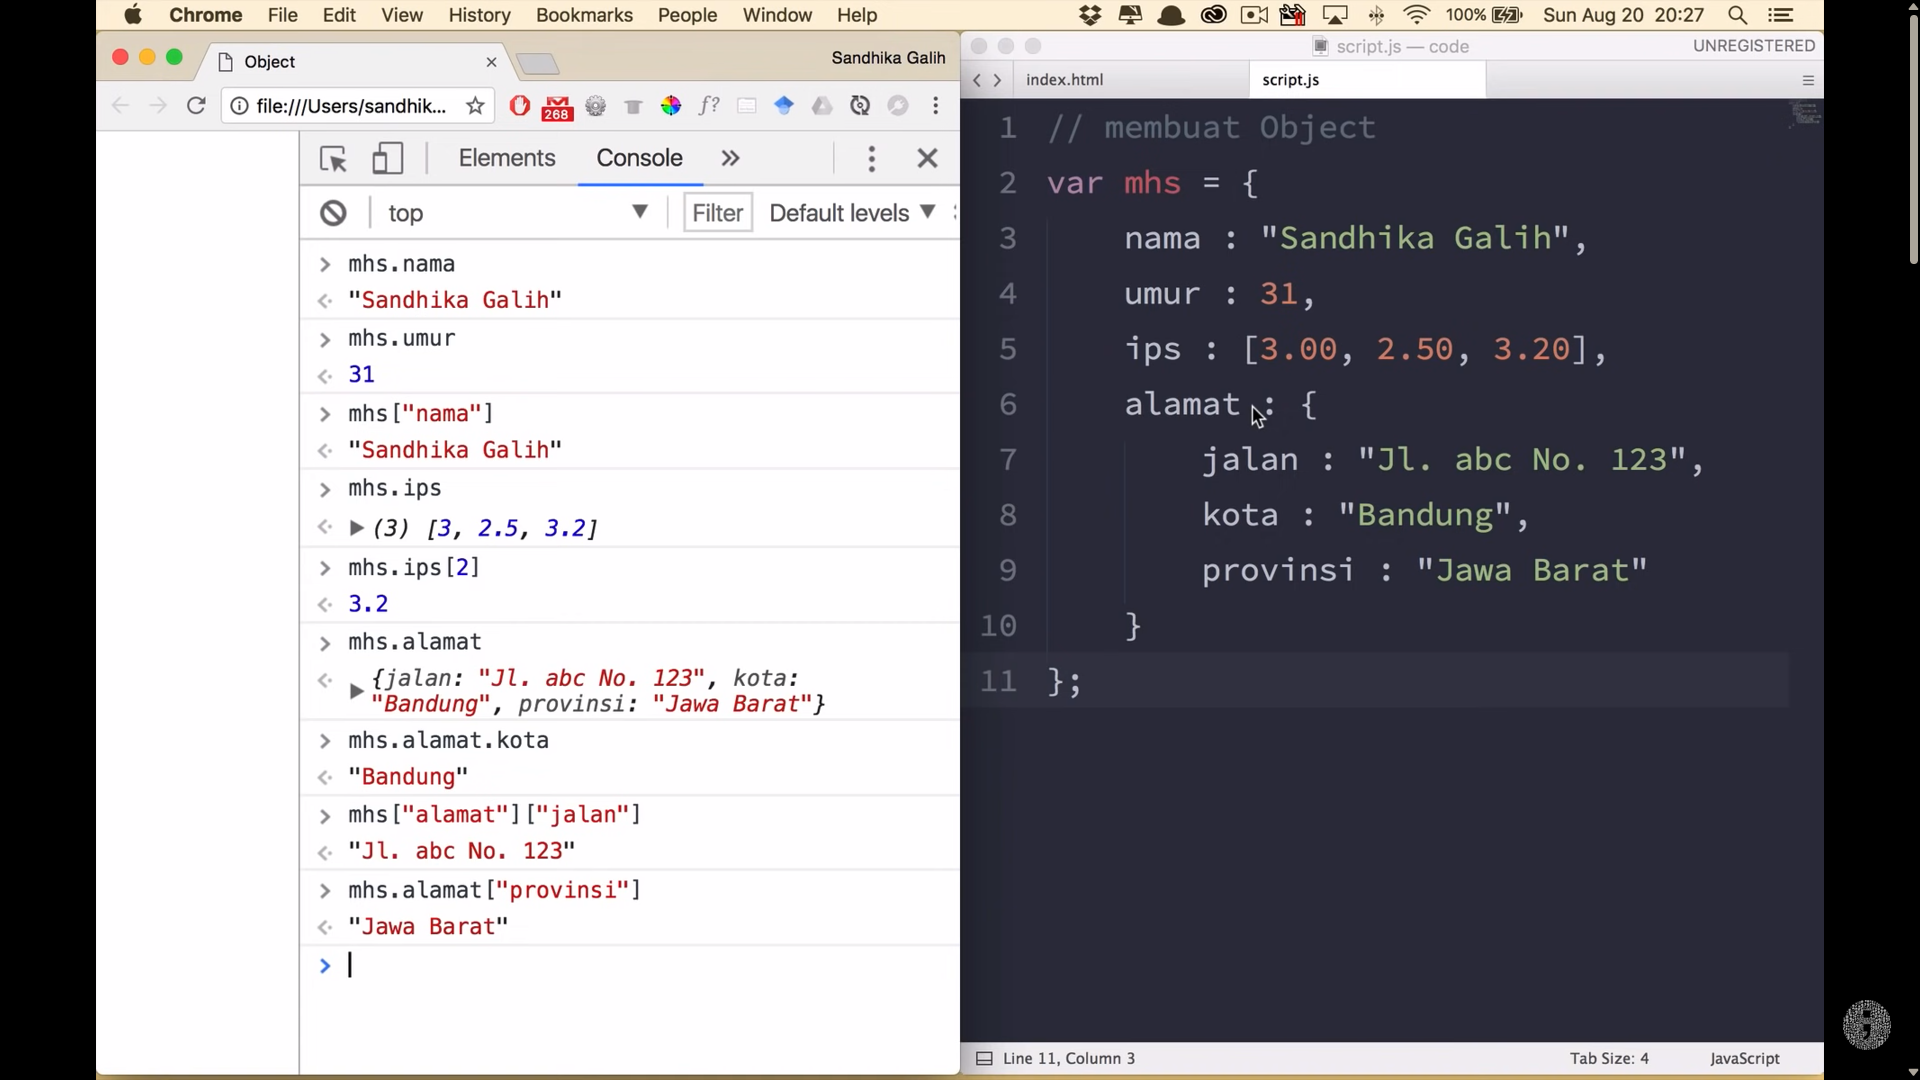 Chrome File Edit View History Bookmarks People Window Help 100% Sun Aug 20 20:27
Object
Sandhika Galih
file:///Users/sandhik...
268
f?
Elements Console
top
Filter
Default levels
mhs.nama
"Sandhika Galih"
mhs.umur
31
mhs["nama"]
"Sandhika Galih"
mhs.ips
(3) [3, 2.5, 3.2]
mhs.ips[2]
3.2
mhs.alamat
{jalan: "Jl. abc No. 123", kota:
"Bandung", provinsi: "Jawa Barat"}
mhs.alamat.kota
"Bandung"
mhs["alamat"]["jalan"]
"Jl. abc No. 123"
mhs.alamat["provinsi"]
"Jawa Barat"
script.js — code
UNREGISTERED
index.html
script.js
1 // membuat Object
2 var mhs = {
3 nama : "Sandhika Galih",
4 umur : 31,
5 ips : [3.00, 2.50, 3.20],
6 alamat : {
7 jalan : "Jl. abc No. 123",
8 kota : "Bandung",
9 provinsi : "Jawa Barat"
10 }
11 };
Line 11, Column 3
Tab Size: 4
JavaScript